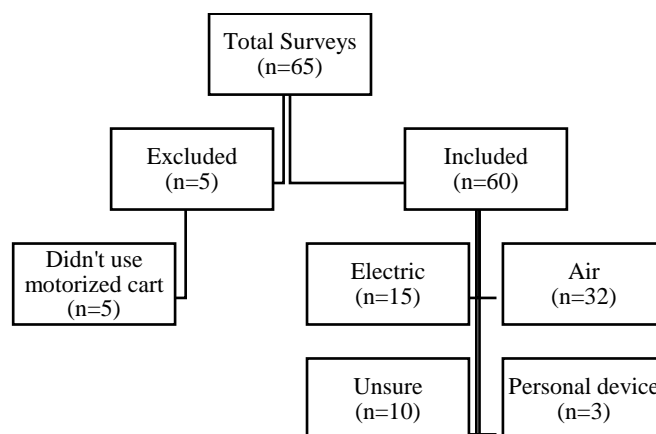 Total Surveys
(n=65)
Excluded
(n=5)
Included
(n=60)
Didn't use
motorized cart
(n=5)
Electric
(n=15)
Air
(n=32)
Unsure
(n=10)
Personal device
(n=3)